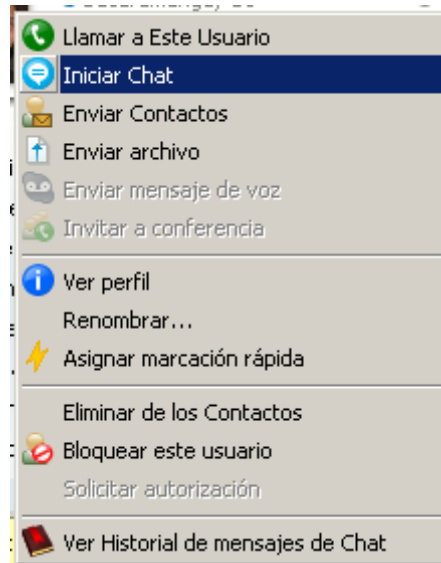 Llamar a Este Usuario
Iniciar Chat
Enviar Contactos
Enviar archivo
Enviar mensaje de voz
Invitar a conferencia
Ver perfil
Renombrar...
Asignar marcación rápida
Eliminar de los Contactos
Bloquear este usuario
Solicitar autorización
Ver Historial de mensajes de Chat